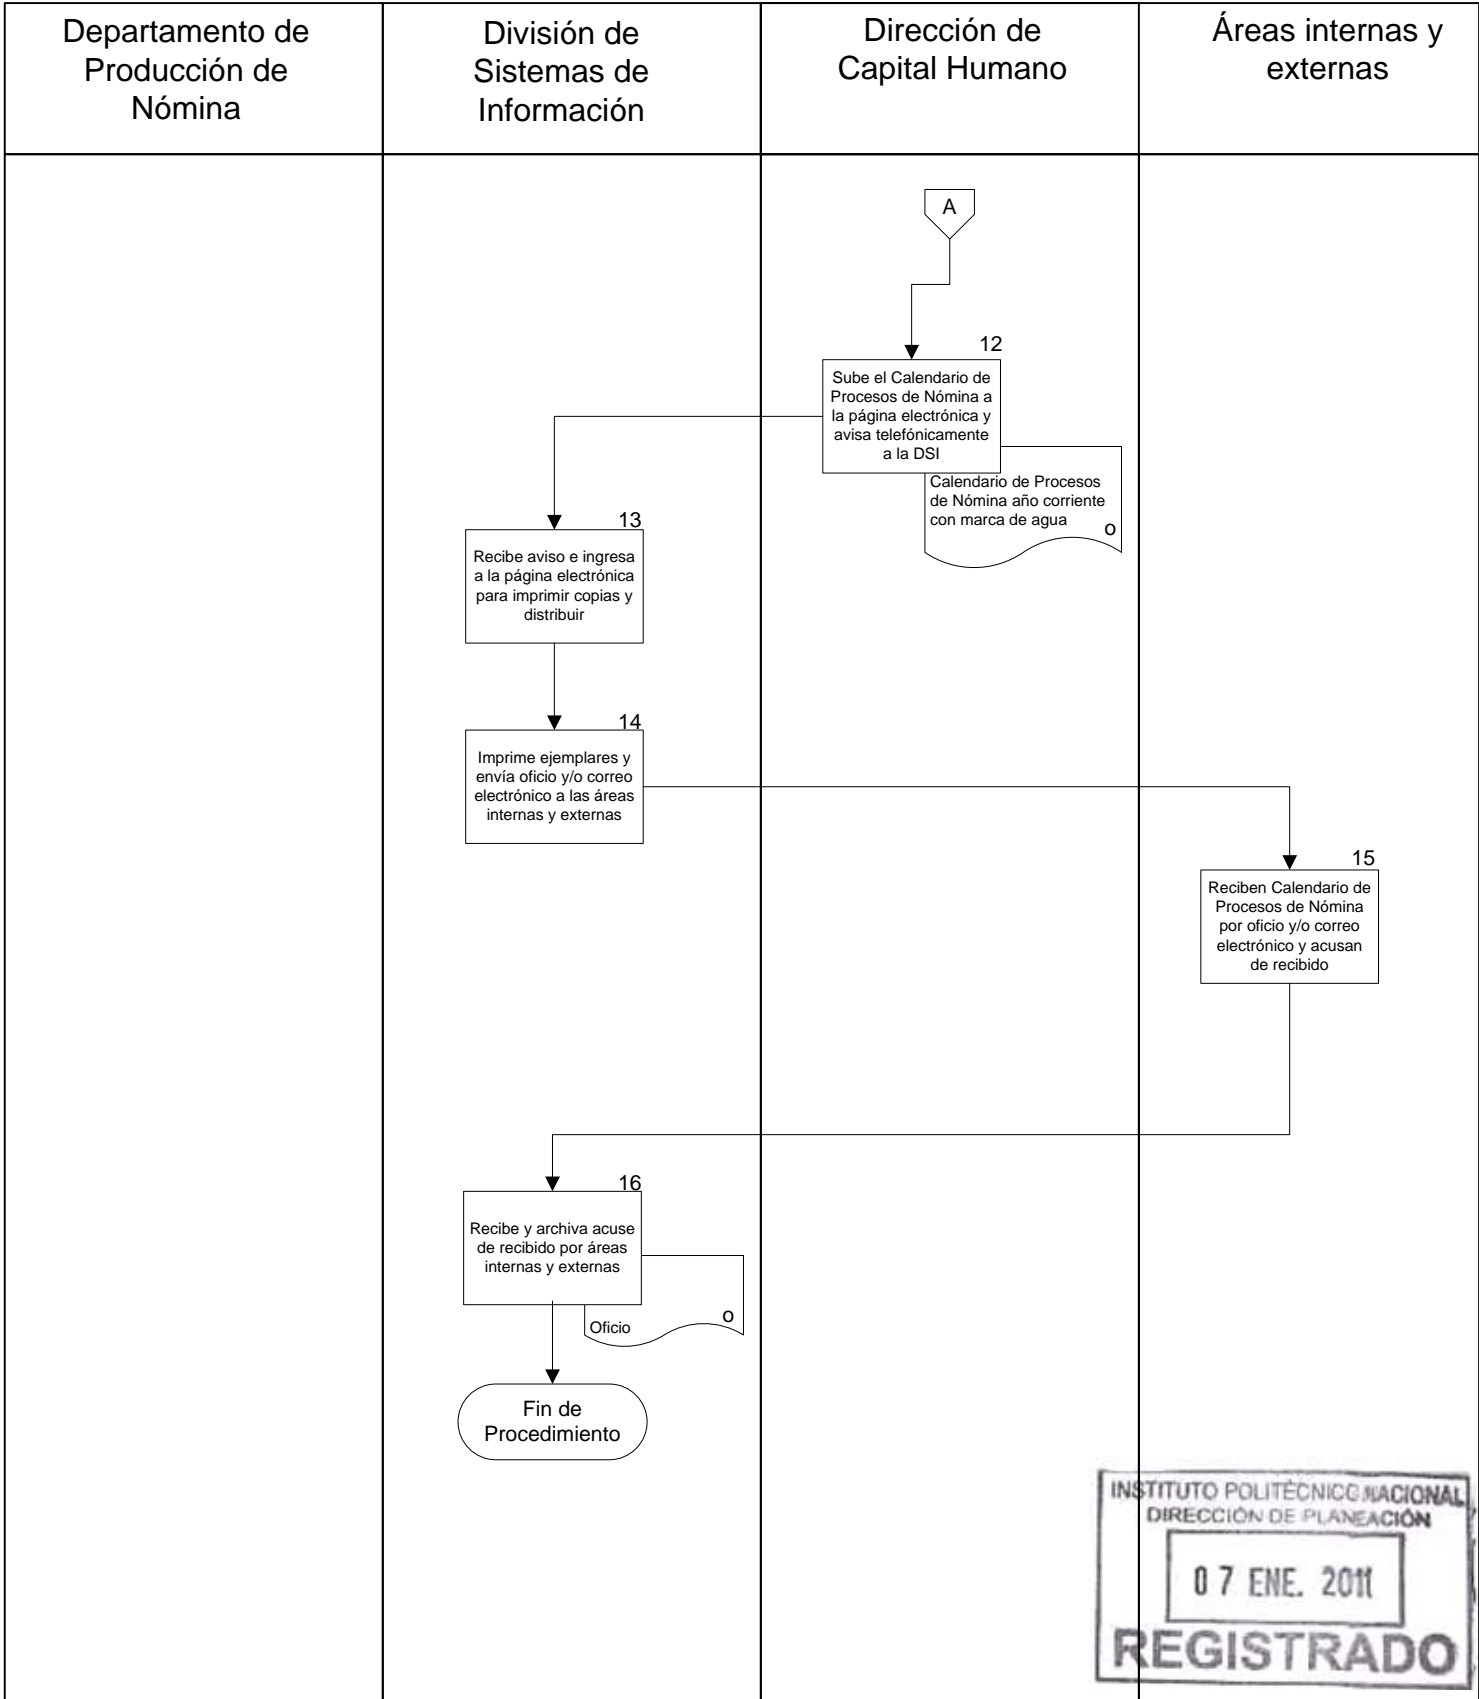 Departamento de
Producción de
Nómina
División de
Sistemas de
Información
Dirección de
Capital Humano
Áreas internas y
externas
A
12
Sube el Calendario de
Procesos de Nómina a
la página electrónica y
avisa telefónicamente
a la DSI
Calendario de Procesos
de Nómina año corriente
con marca de agua
o
13
Recibe aviso e ingresa
a la página electrónica
para imprimir copias y
distribuir
14
Imprime ejemplares y
envía oficio y/o correo
electrónico a las áreas
internas y externas
15
Reciben Calendario de
Procesos de Nómina
por oficio y/o correo
electrónico y acusan
de recibido
16
Recibe y archiva acuse
de recibido por áreas
internas y externas
Oficio
o
Fin de
Procedimiento
INSTITUTO POLITÉCNICO NACIONAL
DIRECCIÓN DE PLANEACIÓN
0 7 ENE. 2011
REGISTRADO